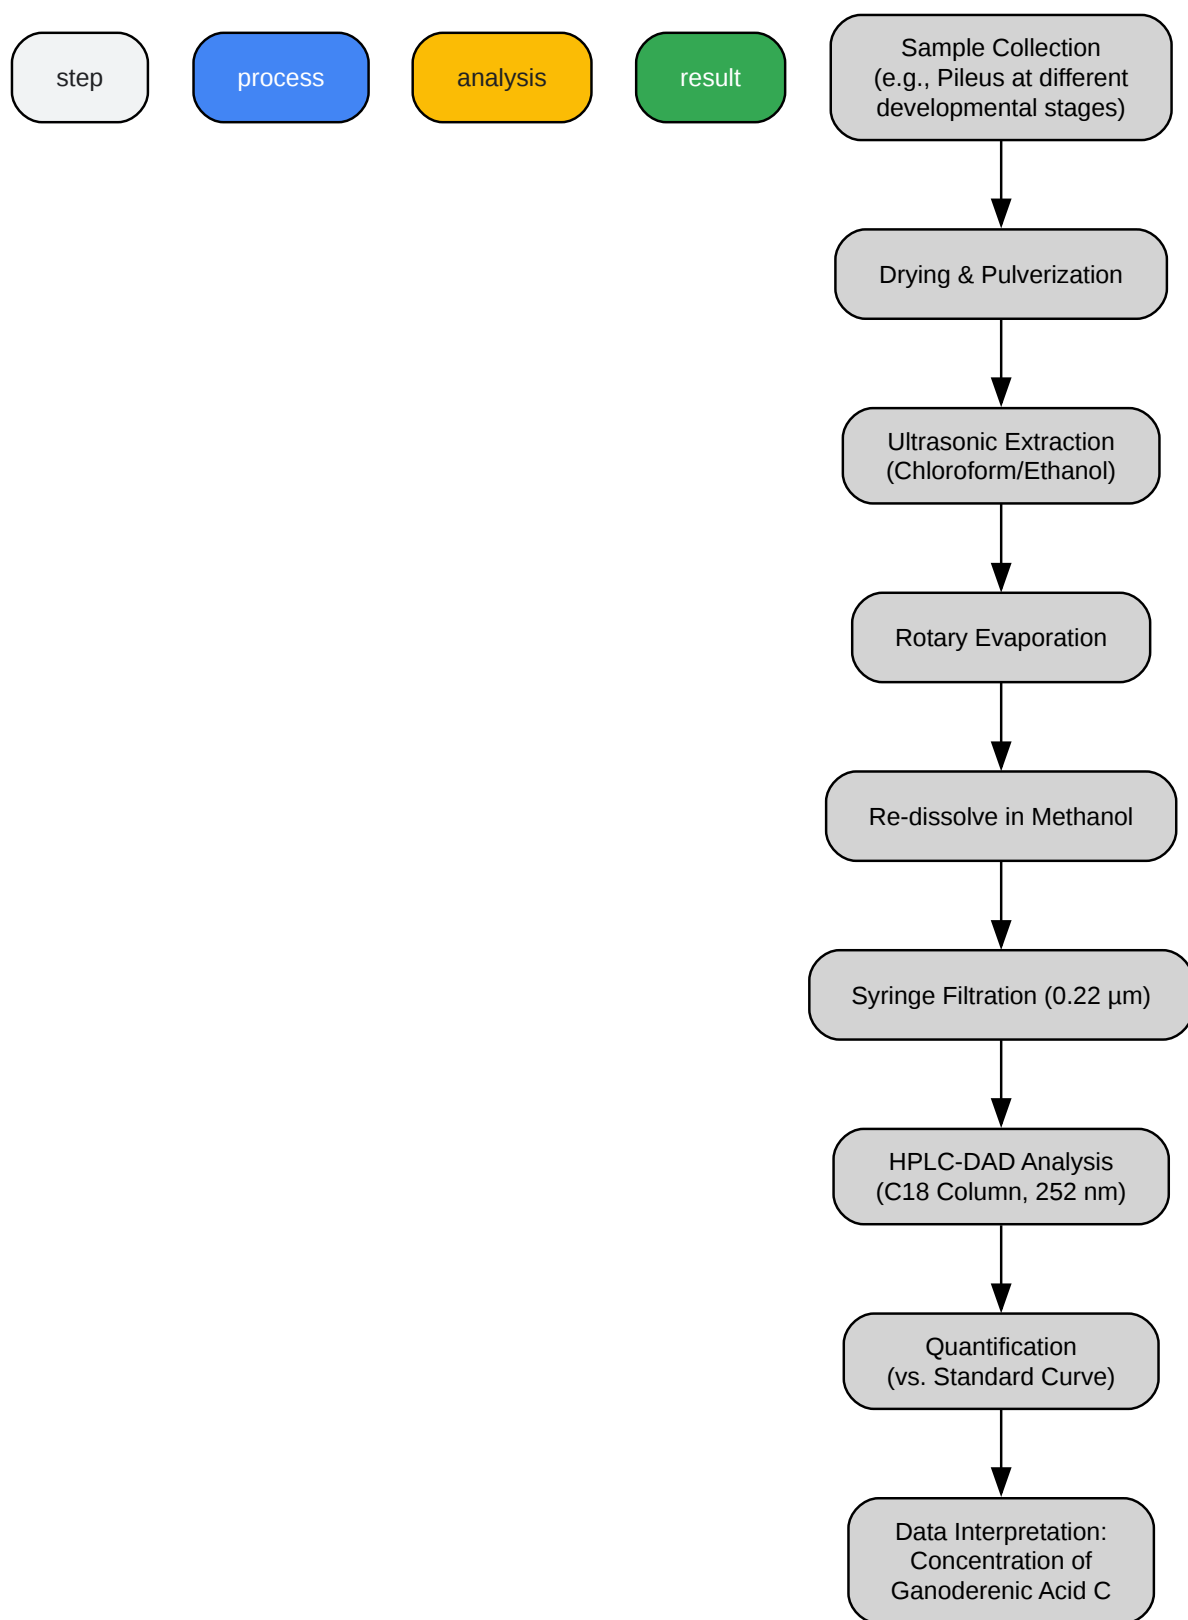 step
process
analysis
result
Sample Collection
(e.g., Pileus at different
developmental stages)
Drying & Pulverization
Ultrasonic Extraction
(Chloroform/Ethanol)
Rotary Evaporation
Re-dissolve in Methanol
Syringe Filtration (0.22 µm)
HPLC-DAD Analysis
(C18 Column, 252 nm)
Quantification
(vs. Standard Curve)
Data Interpretation:
Concentration of
Ganoderenic Acid C